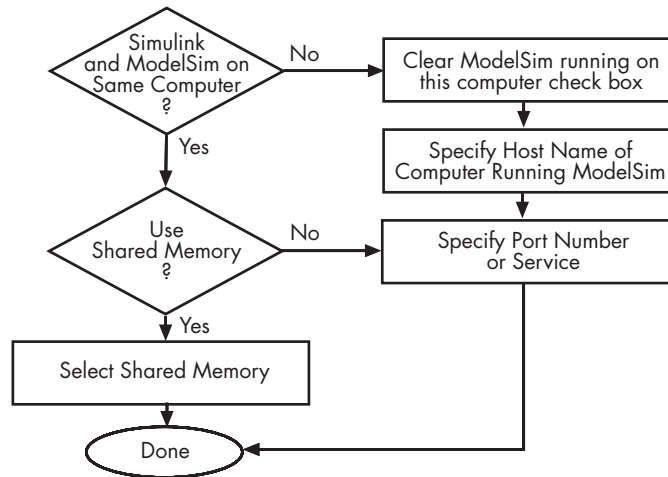 Simulink
and ModelSim on
Same Computer
?
No
Clear ModelSim running on
this computer check box
Yes
Specify Host Name of
Computer Running ModelSim
Use
Shared Memory
?
No
Specify Port Number
or Service
Yes
Select Shared Memory
Done